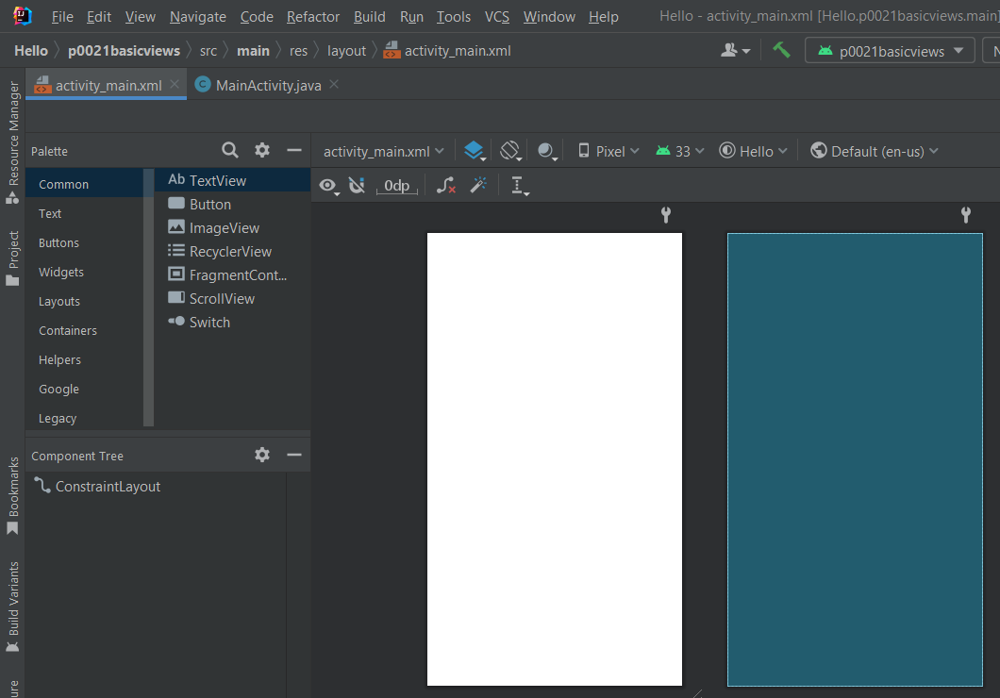 File Edit View Navigate Code Refactor Build Run Tools VCS Window Help Hello - activity_main.xml [Hello.p0021basicviews.main]
Hello p0021basicviews src main res layout activity_main.xml p0021basicviews
activity_main.xml MainActivity.java
Resource Manager
Project
Bookmarks
Build Variants
Palette
Common
Text
Buttons
Widgets
Layouts
Containers
Helpers
Google
Legacy
Ab TextView
Button
ImageView
RecyclerView
FragmentCont...
ScrollView
Switch
activity_main.xml Pixel 33 Hello Default (en-us)
0dp
Component Tree
ConstraintLayout